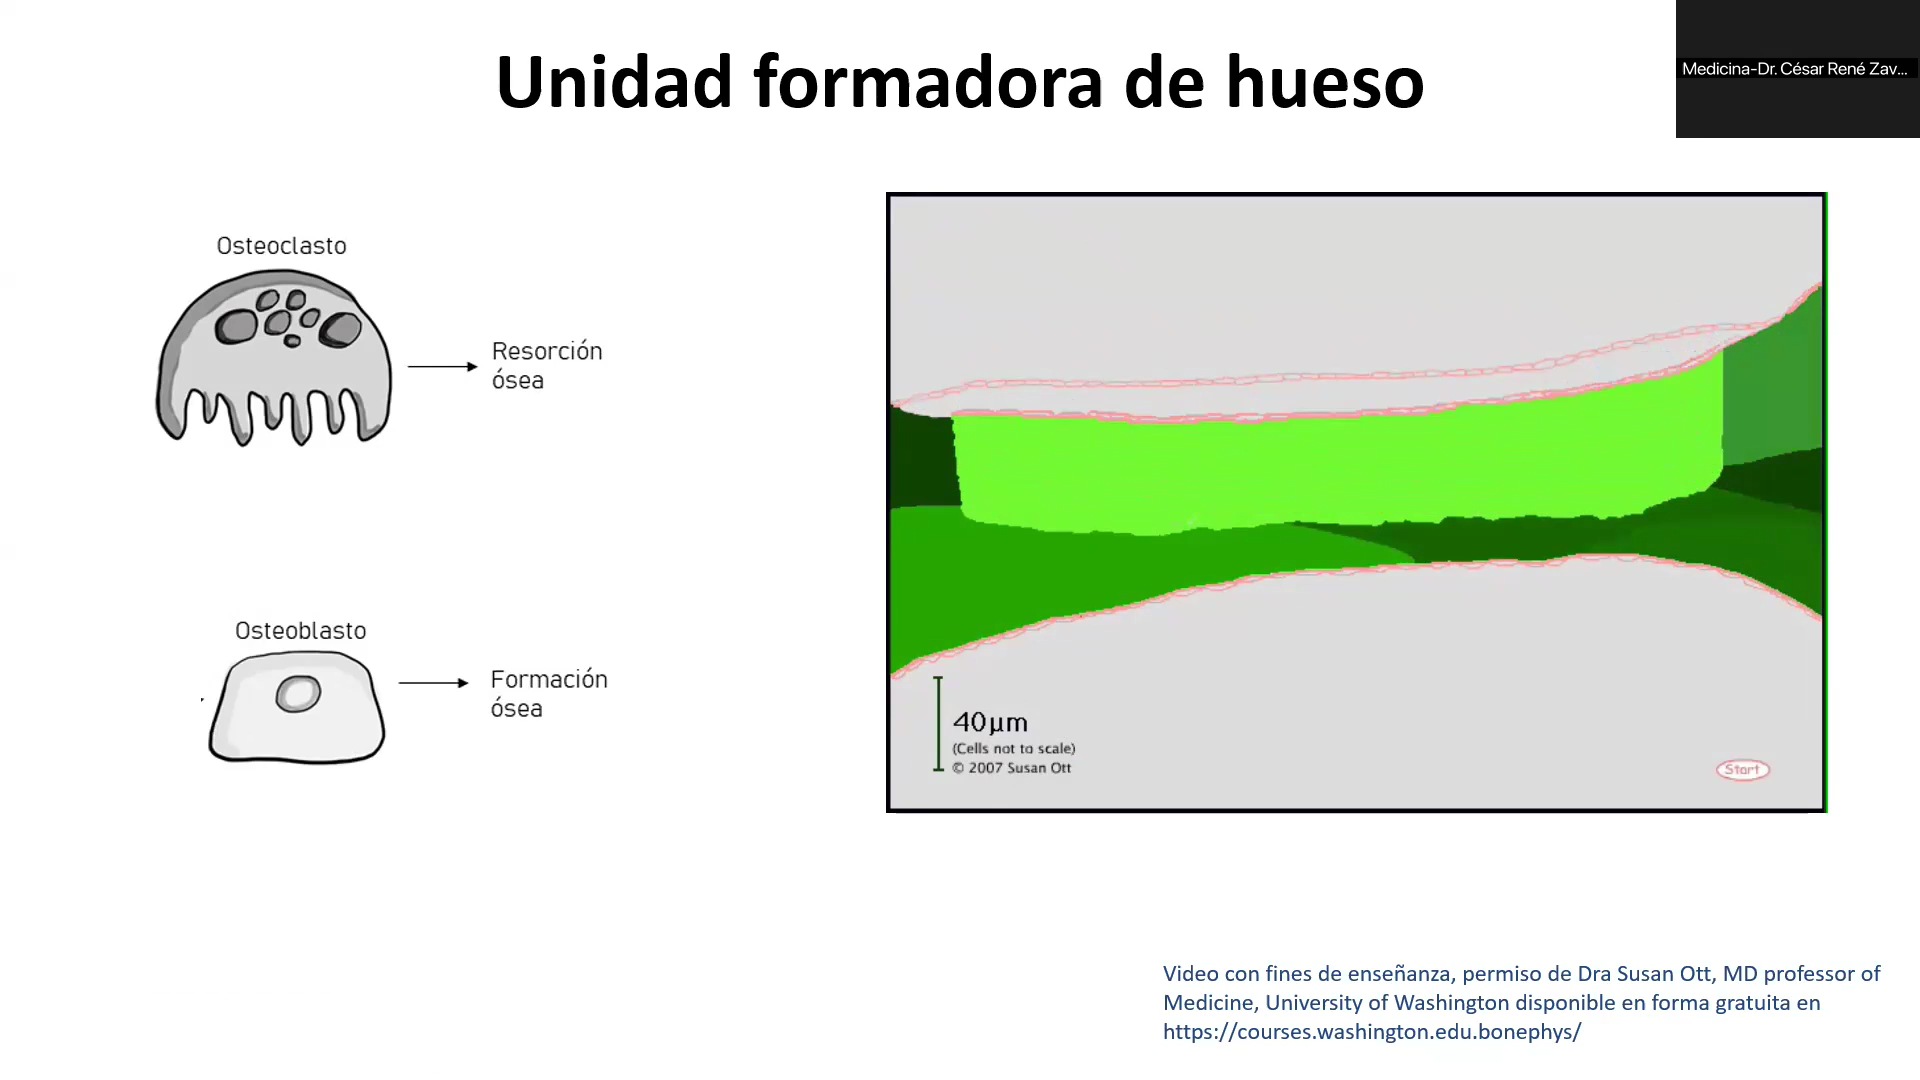 Unidad formadora de hueso
Medicina-Dr. César René Zav...
Osteoclasto
Resorción
ósea
Osteoblasto
Formación
ósea
40µm
(Cells not to scale)
© 2007 Susan Ott
Start
Video con fines de enseñanza, permiso de Dra Susan Ott, MD professor of
Medicine, University of Washington disponible en forma gratuita en
https://courses.washington.edu.bonephys/